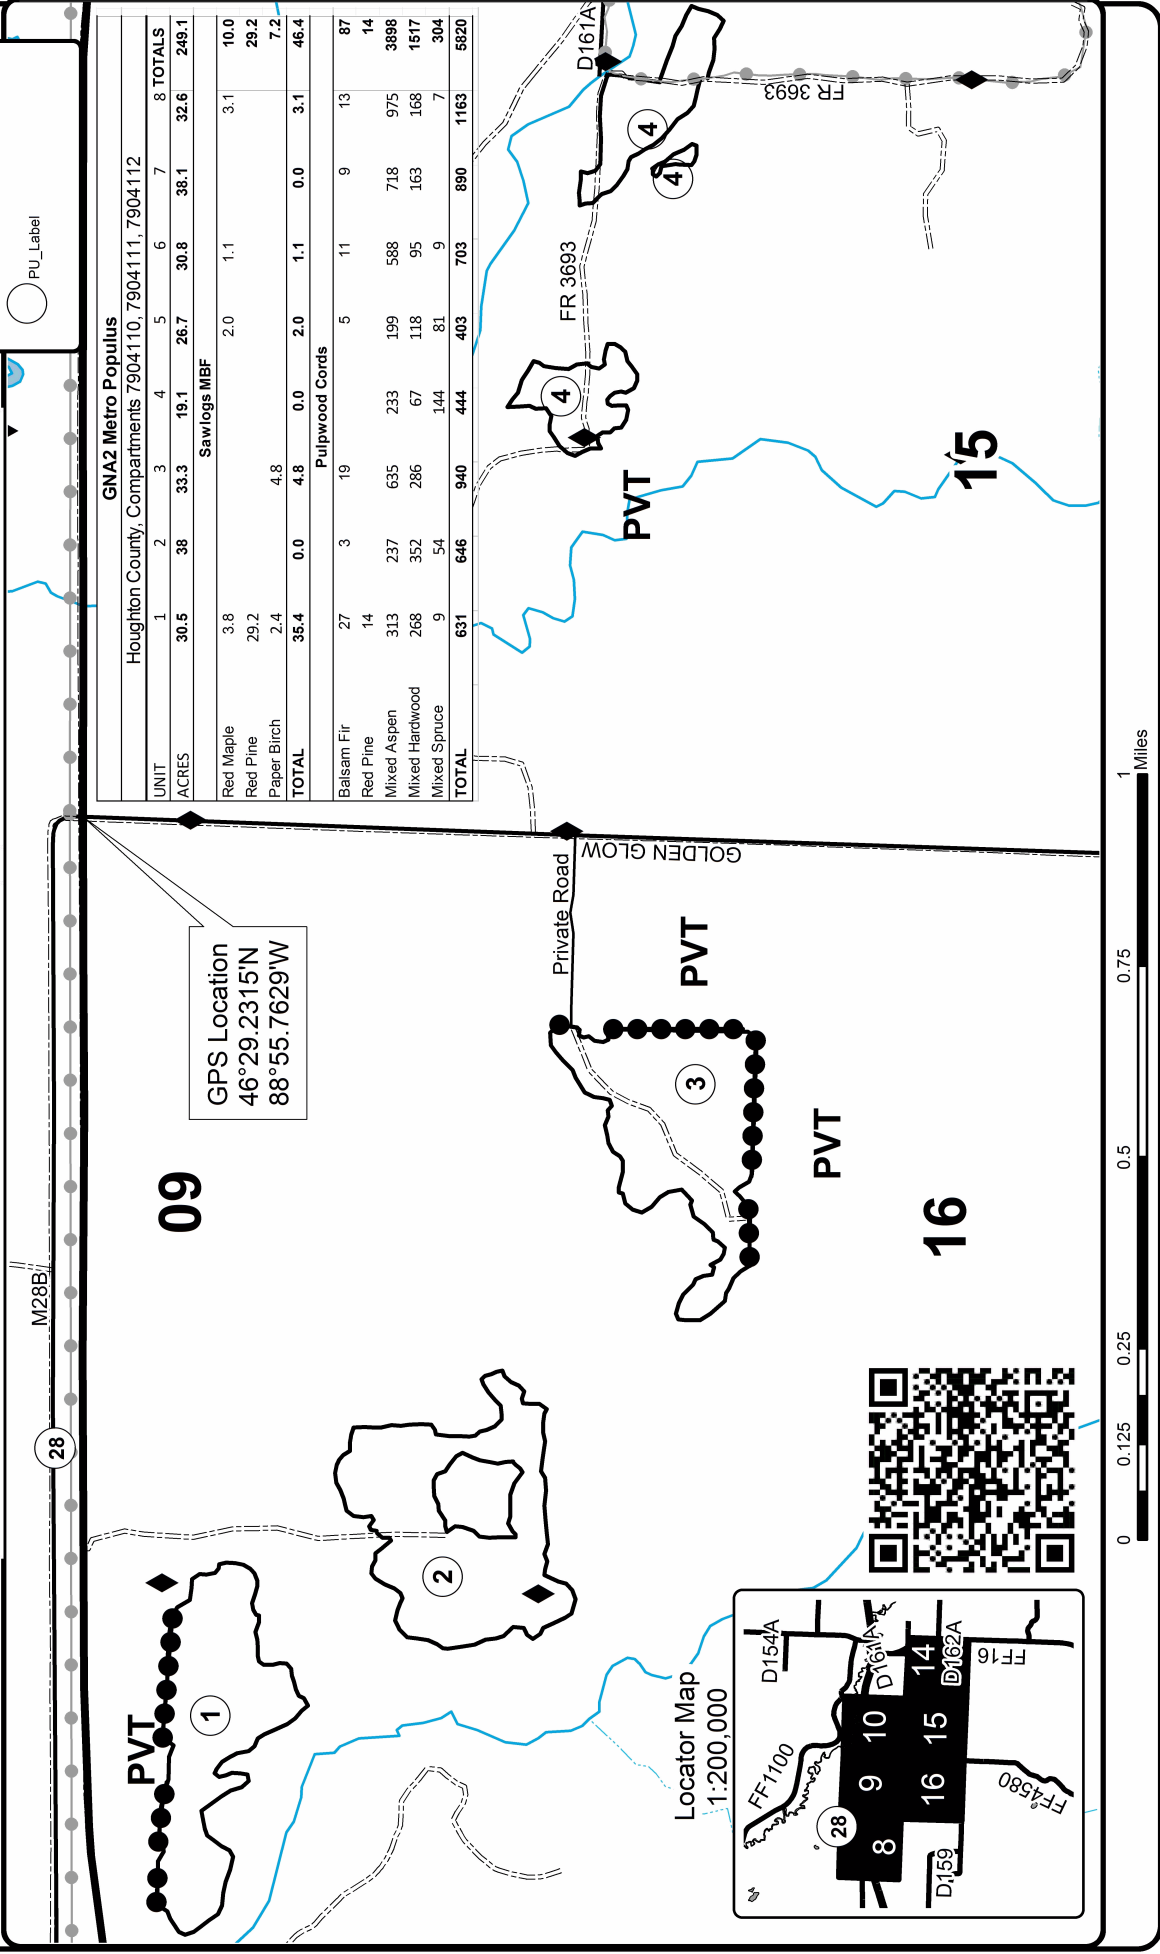 PU_Label
GNA2 Metro Populus
Houghton County, Compartments 7904110, 7904111, 7904112
UNIT 1 2 3 4 5 6 7 8 TOTALS
ACRES 30.5 38 33.3 19.1 26.7 30.8 38.1 32.6 249.1
Sawlogs MBF
Red Maple 3.8 2.0 1.1 3.1 10.0
Red Pine 29.2 29.2
Paper Birch 2.4 4.8 7.2
TOTAL 35.4 0.0 4.8 0.0 2.0 1.1 0.0 3.1 46.4
Pulpwood Cords
Balsam Fir 27 3 19 5 11 9 13 87
Red Pine 14 14
Mixed Aspen 313 237 635 233 199 588 718 975 3898
Mixed Hardwood 268 352 286 67 118 95 163 168 1517
Mixed Spruce 9 54 144 81 9 7 304
TOTAL 631 646 940 444 403 703 890 1163 5820
M28B
28
GPS Location
46°29.2315'N
88°55.7629'W
09
PVT
1
2
3
Private Road
GOLDEN GLOW
PVT
PVT
16
PVT
15
FR 3693
D161A
FR 3693
4
4
4
Locator Map
1:200,000
FF1100
D154A
D161A
28
8
9
10
14
D162A
16
15
D159
FF4580
FF16
0 0.125 0.25 0.5 0.75 1
Miles